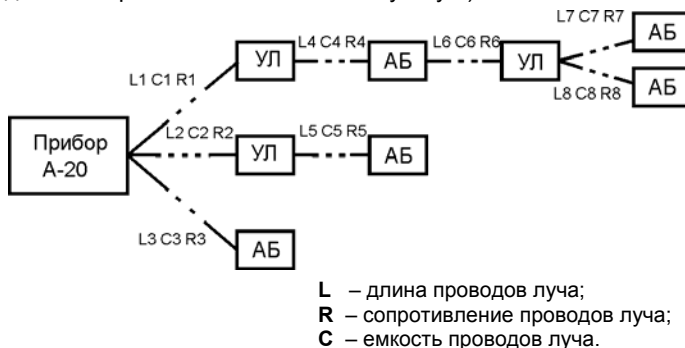 L7 C7 R7
L4 C4 R4
L6 C6 R6
АБ
УЛ
АБ
УЛ
L1 C1 R1
L8 C8 R8
АБ
L2 C2 R2
L5 C5 R5
Прибор
А-20
УЛ
АБ
L3 C3 R3
АБ
L – длина проводов луча;
R – сопротивление проводов луча;
C – емкость проводов луча.